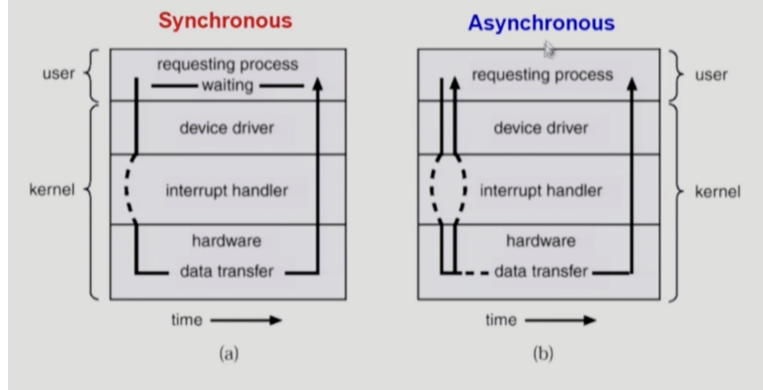 Synchronous
Asynchronous
user
requesting process
waiting
device driver
kernel
interrupt handler
hardware
data transfer
time
(a)
requesting process
user
device driver
interrupt handler
kernel
hardware
data transfer
time
(b)